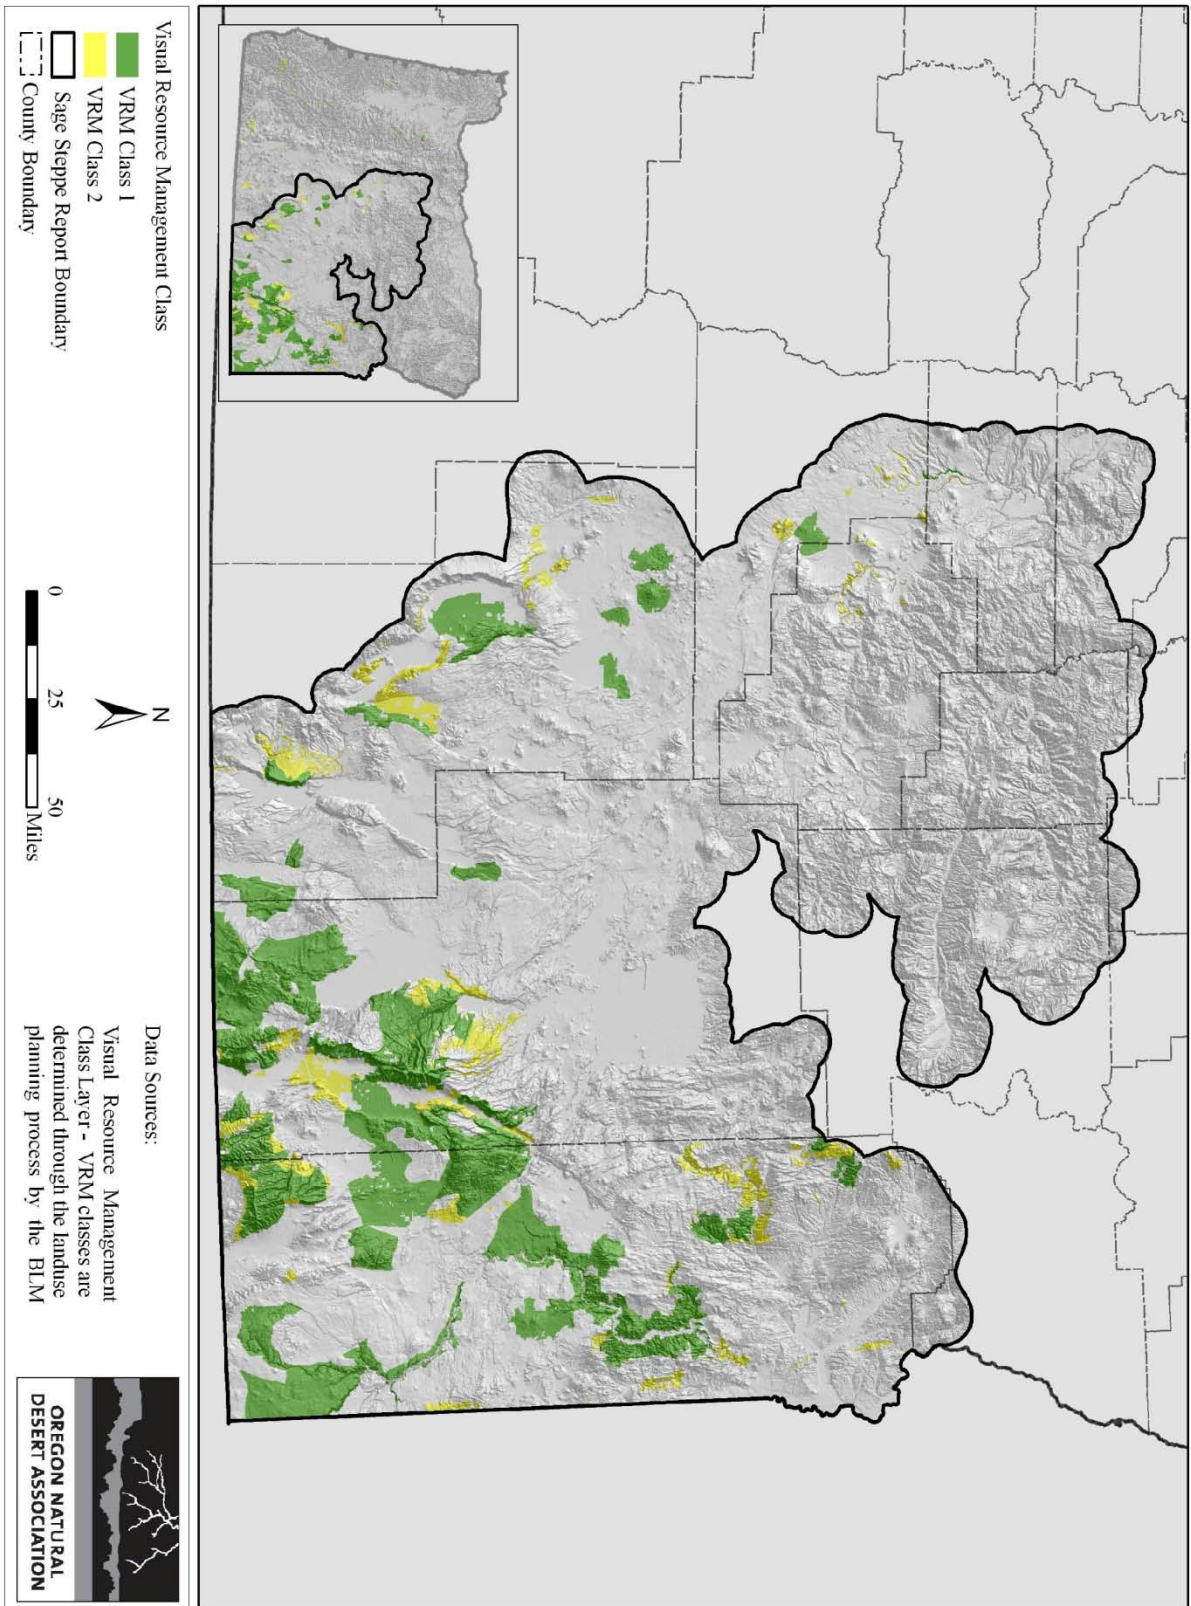 Visual Resource Management Class
VRM Class 1
VRM Class 2
Sage Steppe Report Boundary
County Boundary
N
0 25 50
Miles
Data Sources:
Visual Resource Management
Class Layer - VRM classes are
determined through the landuse
planning process by the BLM
OREGON NATURAL
DESERT ASSOCIATION